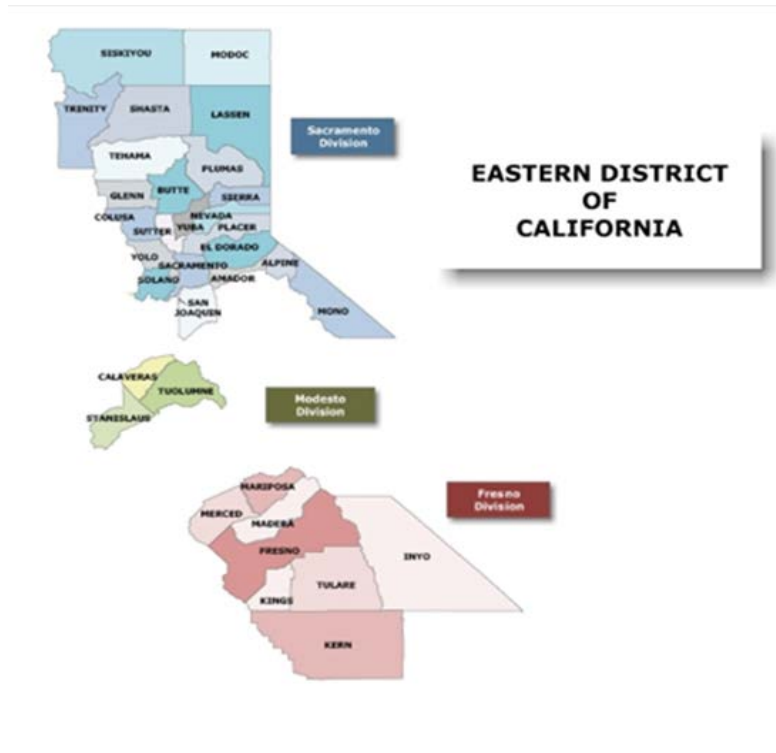 SISKIYOU
MODOC
TRINITY
SHASTA
LASSEN
Sacramento
Division
TEHAMA
PLUMAS
EASTERN DISTRICT
OF
CALIFORNIA
GLENN
BUTTE
SIERRA
COLUSA
NEVADA
SUTTER
YUBA
PLACER
EL DORADO
YOLO
SACRAMENTO
ALPINE
SOLANO
AMADOR
SAN
JOAQUIN
MONO
CALAVERAS
TUOLUMNE
STANISLAUS
Modesto
Division
MARIPOSA
MERCED
MADERA
Fresno
Division
FRESNO
INYO
TULARE
KINGS
KERN